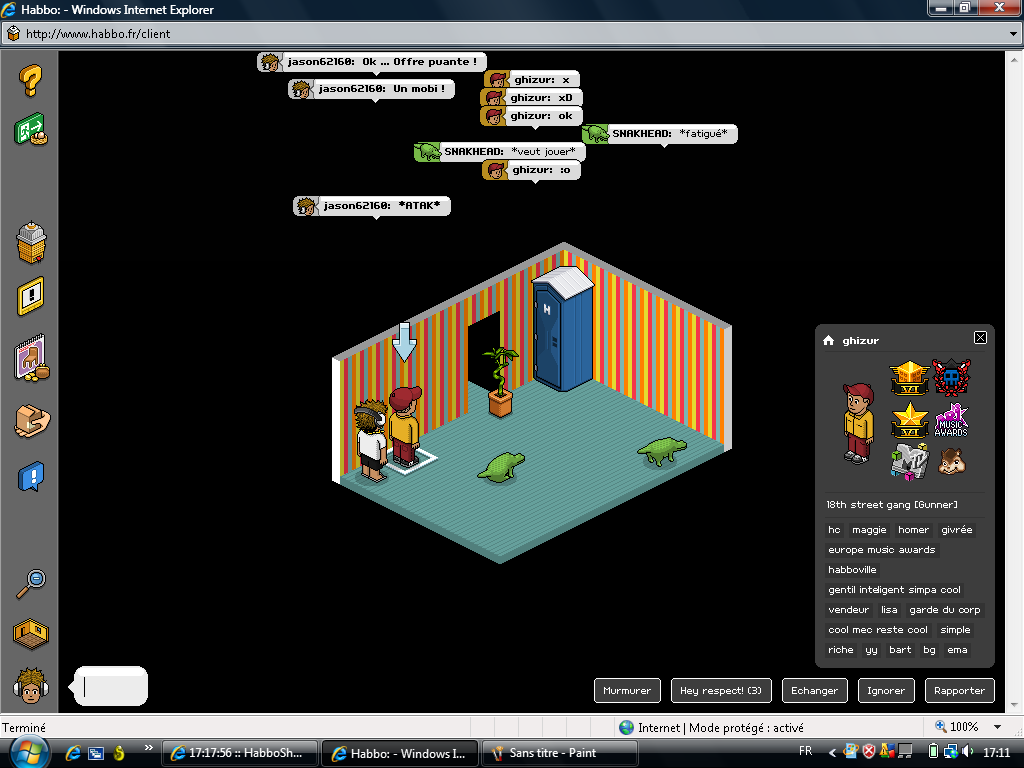 Habbo: - Windows Internet Explorer
http://www.habbo.fr/client
jason62160: Ok ... Offre puante !
ghizur: x
jason62160: Un mobi !
ghizur: xD
ghizur: ok
SNAKHEAD: *fatigué*
SNAKHEAD: *veut jouer*
ghizur: :o
jason62160: *ATAK*
H
ghizur
MUSIC AWARDS
18th street gang [Gunner]
hc maggie homer givrée
europe music awards
habboville
gentil inteligent simpa cool
vendeur lisa garde du corp
cool mec reste cool simple
riche yy bart bg ema
Murmurer Hey respect! (3) Echanger Ignorer Rapporter
Terminé Internet | Mode protégé : activé 100%
17:17:56 :: HabboSh... Habbo: - Windows I... Sans titre - Paint FR 17:11